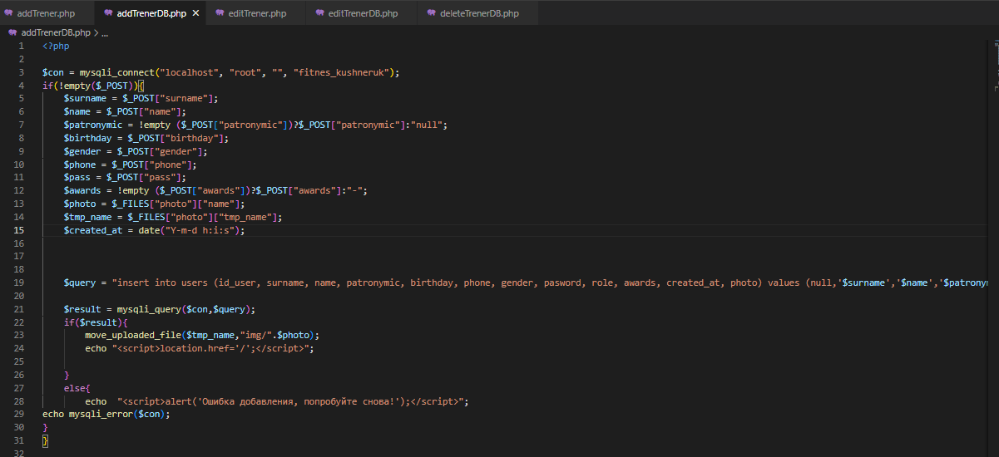 addTrener.php addTrenerDB.php editTrener.php editTrenerDB.php deleteTrenerDB.php
addTrenerDB.php > ...
1 <?php
2
3 $con = mysqli_connect("localhost", "root", "", "fitnes_kushneruk");
4 if(!empty($_POST)){
5 $surname = $_POST["surname"];
6 $name = $_POST["name"];
7 $patronymic = !empty ($_POST["patronymic"])?$_POST["patronymic"]:"null";
8 $birthday = $_POST["birthday"];
9 $gender = $_POST["gender"];
10 $phone = $_POST["phone"];
11 $pass = $_POST["pass"];
12 $awards = !empty ($_POST["awards"])?$_POST["awards"]:"-";
13 $photo = $_FILES["photo"]["name"];
14 $tmp_name = $_FILES["photo"]["tmp_name"];
15 $created_at = date("Y-m-d h:i:s");
16
17
18
19 $query = "insert into users (id_user, surname, name, patronymic, birthday, phone, gender, pasword, role, awards, created_at, photo) values (null,'$surname','$name','$patrony
20
21 $result = mysqli_query($con,$query);
22 if($result){
23 move_uploaded_file($tmp_name,"img/".$photo);
24 echo "<script>location.href='/';</script>";
25
26 }
27 else{
28 echo "<script>alert('Ошибка добавления, попробуйте снова!');</script>";
29 echo mysqli_error($con);
30 }
31 }
32